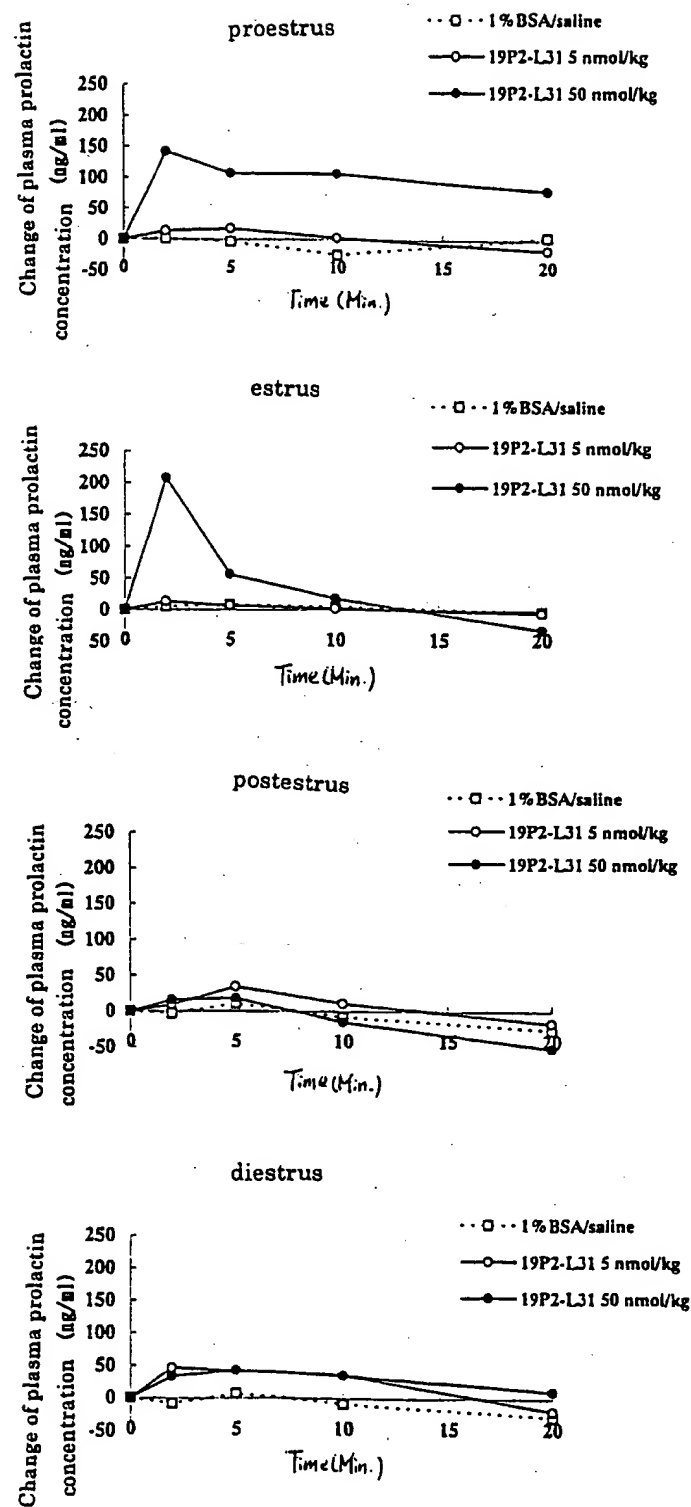 proestrus
1%BSA/saline
19P2-L31 5 nmol/kg
19P2-L31 50 nmol/kg
Change of plasma prolactin
concentration (ng/ml)
250
200
150
100
50
0
-50
0
5
10
15
20
Time (Min.)
estrus
1%BSA/saline
19P2-L31 5 nmol/kg
19P2-L31 50 nmol/kg
Change of plasma prolactin
concentration (ng/ml)
250
200
150
100
50
0
50
0
5
10
15
20
Time (Min.)
postestrus
1%BSA/saline
19P2-L31 5 nmol/kg
19P2-L31 50 nmol/kg
Change of plasma prolactin
concentration (ng/ml)
250
200
150
100
50
0
-50
0
5
10
15
20
Time (Min.)
diestrus
1%BSA/saline
19P2-L31 5 nmol/kg
19P2-L31 50 nmol/kg
Change of plasma prolactin
concentration (ng/ml)
250
200
150
100
50
0
-50
0
5
10
15
20
Time (Min.)